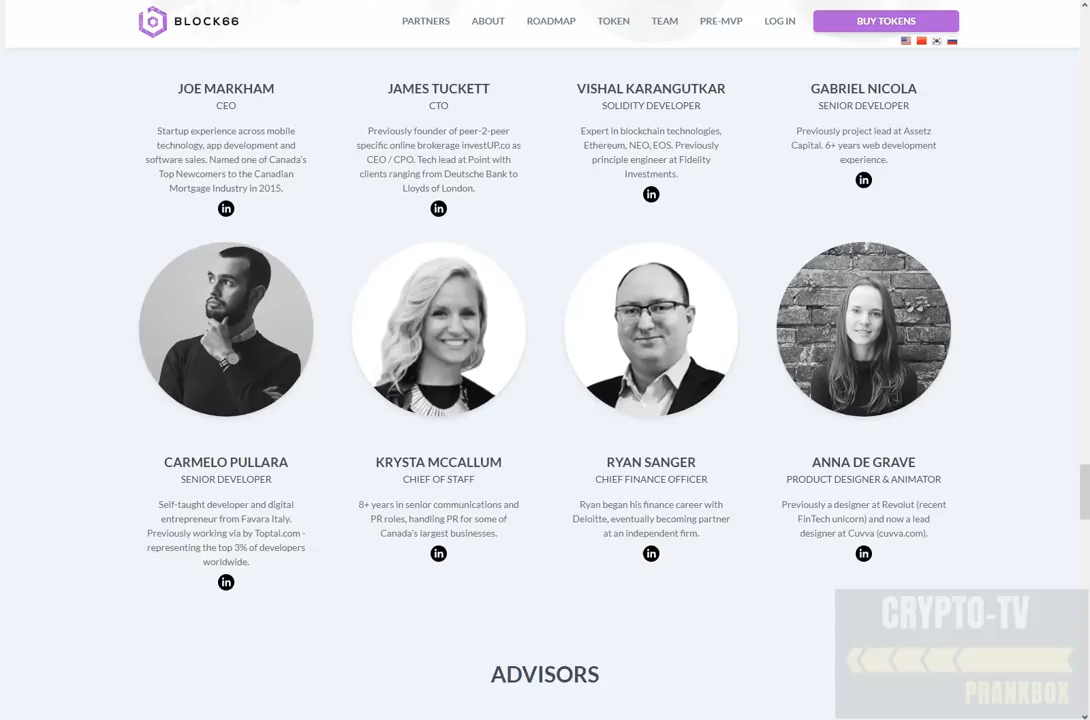 BLOCK66
PARTNERS ABOUT ROADMAP TOKEN TEAM PRE-MVP LOG IN BUY TOKENS
JOE MARKHAM
CEO
Startup experience across mobile
technology, app development and
software sales. Named one of Canada's
Top Newcomers to the Canadian
Mortgage Industry in 2015.
in
JAMES TUCKETT
CTO
Previously founder of peer-2-peer
specific online brokerage investUP.co as
CEO / CPO. Tech lead at Point with
clients ranging from Deutsche Bank to
Lloyds of London.
in
VISHAL KARANGUTKAR
SOLIDITY DEVELOPER
Expert in blockchain technologies,
Ethereum, NEO, EOS. Previously
principle engineer at Fidelity
Investments.
in
GABRIEL NICOLA
SENIOR DEVELOPER
Previously project lead at Assetz
Capital. 6+ years web development
experience.
in
CARMELO PULLARA
SENIOR DEVELOPER
Self-taught developer and digital
entrepreneur from Favara Italy.
Previously working via by Toptal.com -
representing the top 3% of developers
worldwide.
in
KRYSTA MCCALLUM
CHIEF OF STAFF
8+ years in senior communications and
PR roles, handling PR for some of
Canada's largest businesses.
in
RYAN SANGER
CHIEF FINANCE OFFICER
Ryan began his finance career with
Deloitte, eventually becoming partner
at an independent firm.
in
ANNA DE GRAVE
PRODUCT DESIGNER & ANIMATOR
Previously a designer at Revolut (recent
FinTech unicorn) and now a lead
designer at Cuvva (cuvva.com).
in
ADVISORS
CRYPTO-TV
PRANKBOX